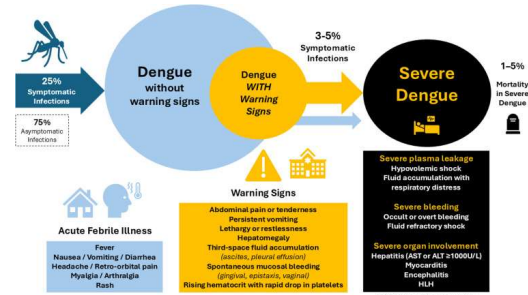 25%
Symptomatic
Infections
75%
Asymptomatic
Infections
Dengue
without
warning signs
Dengue
WITH
Warning
Signs
3-5%
Symptomatic
Infections
Severe
Dengue
1–5%
Mortality
in Severe
Dengue
Acute Febrile Illness
Fever
Nausea / Vomiting / Diarrhea
Headache / Retro-orbital pain
Myalgia / Arthralgia
Rash
Warning Signs
Abdominal pain or tenderness
Persistent vomiting
Lethargy or restlessness
Hepatomegaly
Third-space fluid accumulation
(ascites, pleural effusion)
Spontaneous mucosal bleeding
(gingival, epistaxis, vaginal)
Rising hematocrit with rapid drop in platelets
Severe plasma leakage
Hypovolemic shock
Fluid accumulation with
respiratory distress
Severe bleeding
Occult or overt bleeding
Fluid refractory shock
Severe organ involvement
Hepatitis (AST or ALT ≥1000U/L)
Myocarditis
Encephalitis
HLH